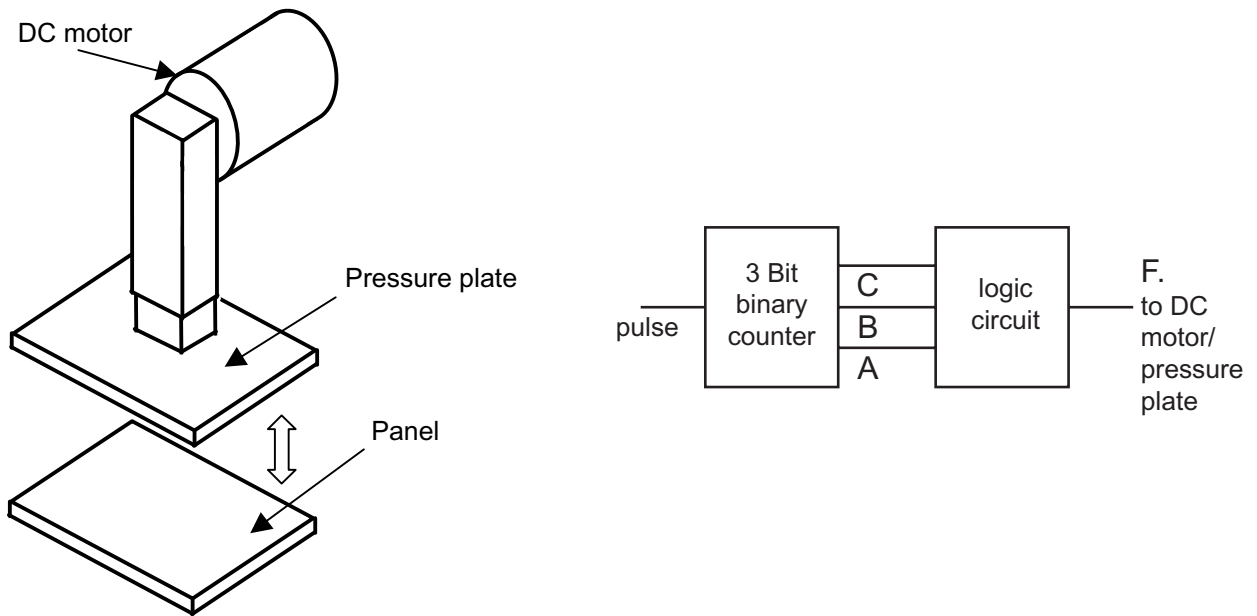 DC motor
Pressure plate
Panel
pulse
3 Bit
binary
counter
C
B
A
logic
circuit
F.
to DC
motor/
pressure
plate